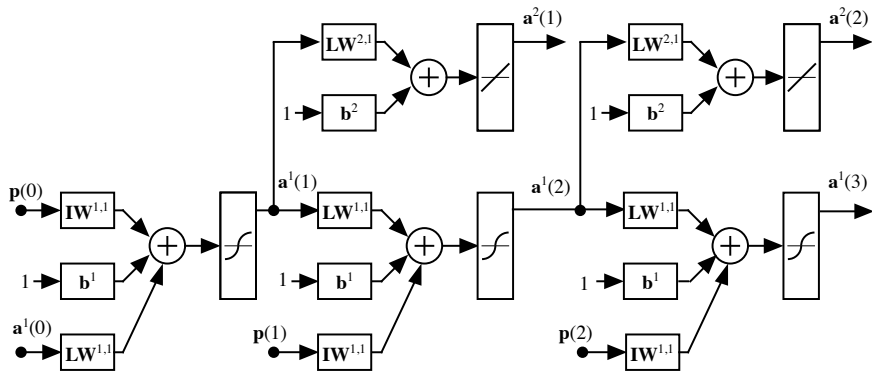 a²(1)
a²(2)
LW²,¹
LW²,¹
1
b²
1
b²
p(0)
a¹(1)
a¹(2)
a¹(3)
IW¹,¹
LW¹,¹
LW¹,¹
1
b¹
1
b¹
1
b¹
a¹(0)
p(1)
p(2)
LW¹,¹
IW¹,¹
IW¹,¹